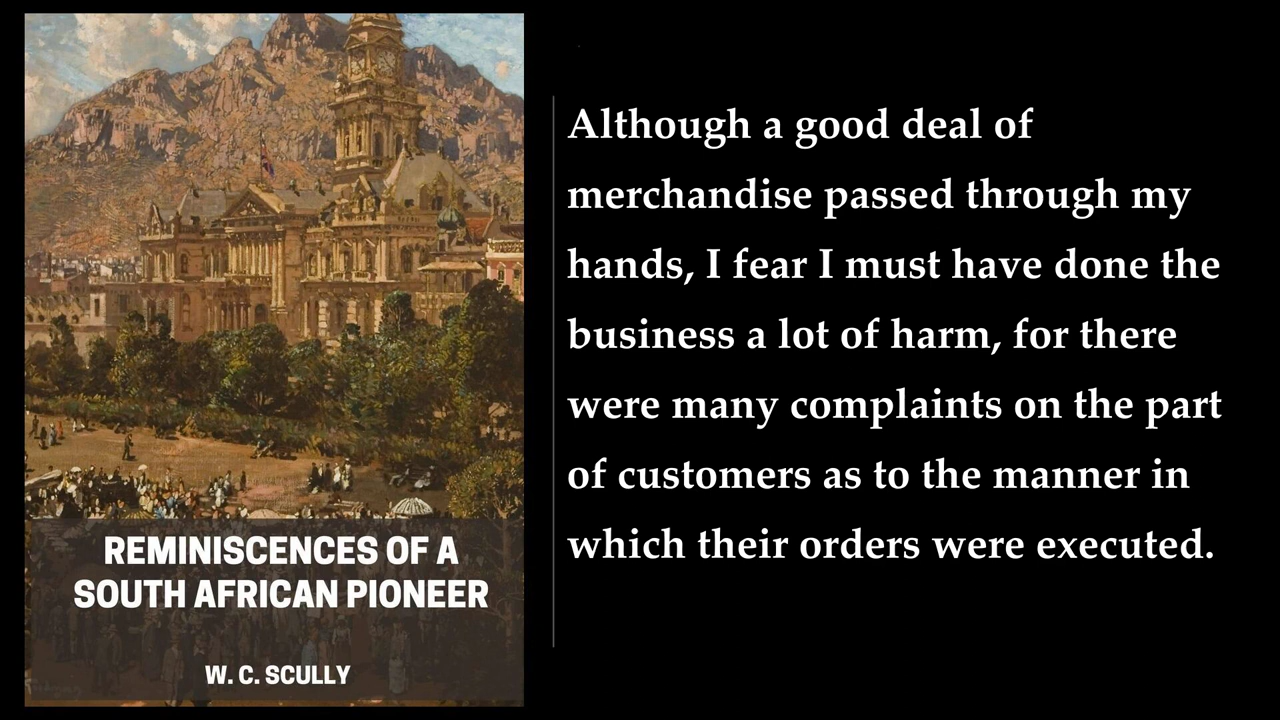 REMINISCENCES OF A
SOUTH AFRICAN PIONEER
W. C. SCULLY
Although a good deal of
merchandise passed through my
hands, I fear I must have done the
business a lot of harm, for there
were many complaints on the part
of customers as to the manner in
which their orders were executed.